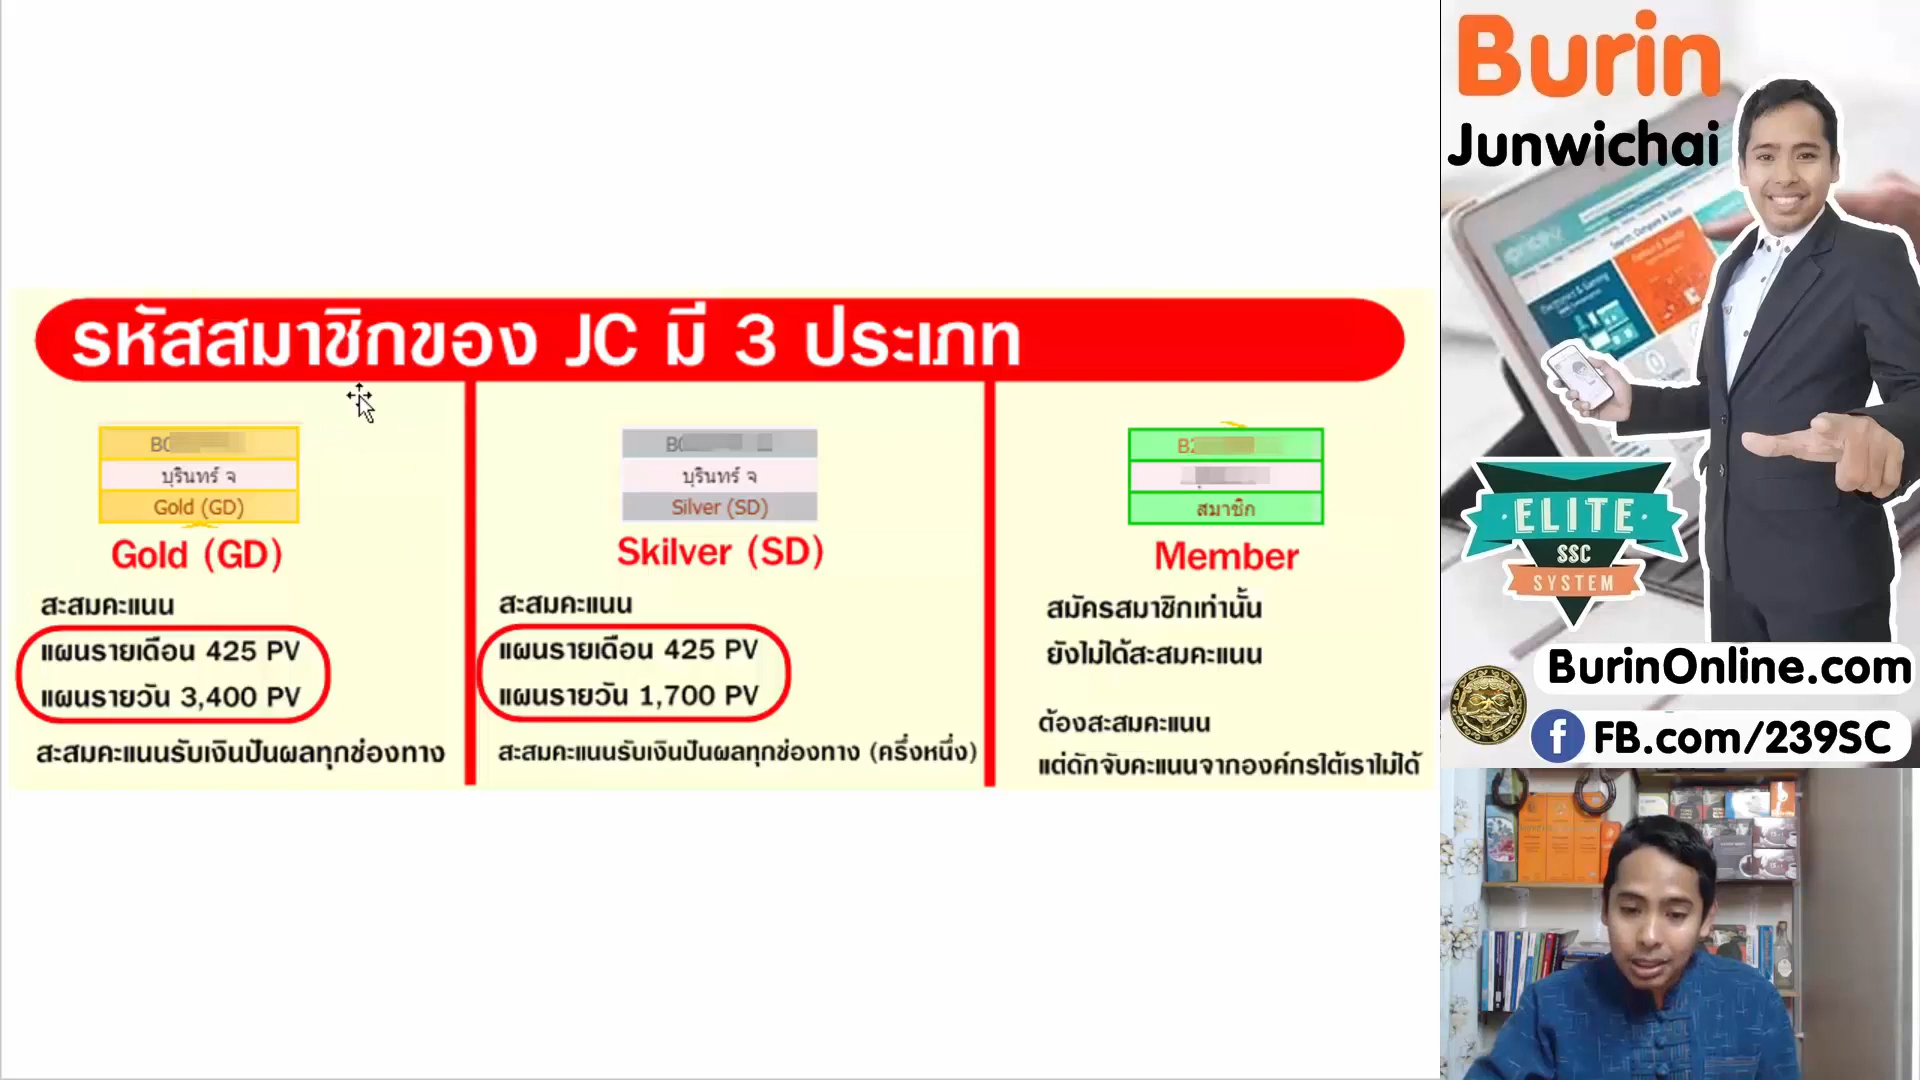 รหัสสมาชิกของ JC มี 3 ประเภท
บุรินทร์ จ
Gold (GD)
Gold (GD)
สะสมคะแนน
แผนรายเดือน 425 PV
แผนรายวัน 3,400 PV
สะสมคะแนนรับเงินปันผลทุกช่องทาง
บุรินทร์ จ
Silver (SD)
Skilver (SD)
สะสมคะแนน
แผนรายเดือน 425 PV
แผนรายวัน 1,700 PV
สะสมคะแนนรับเงินปันผลทุกช่องทาง (ครึ่งหนึ่ง)
สมาชิก
Member
สมัครสมาชิกเท่านั้น
ยังไม่ได้สะสมคะแนน
ต้องสะสมคะแนน
แต่ดักจับคะแนนจากองค์กรใต้เราไม่ได้
Burin
Junwichai
ELITE
SSC
SYSTEM
BurinOnline.com
f FB.com/239SC